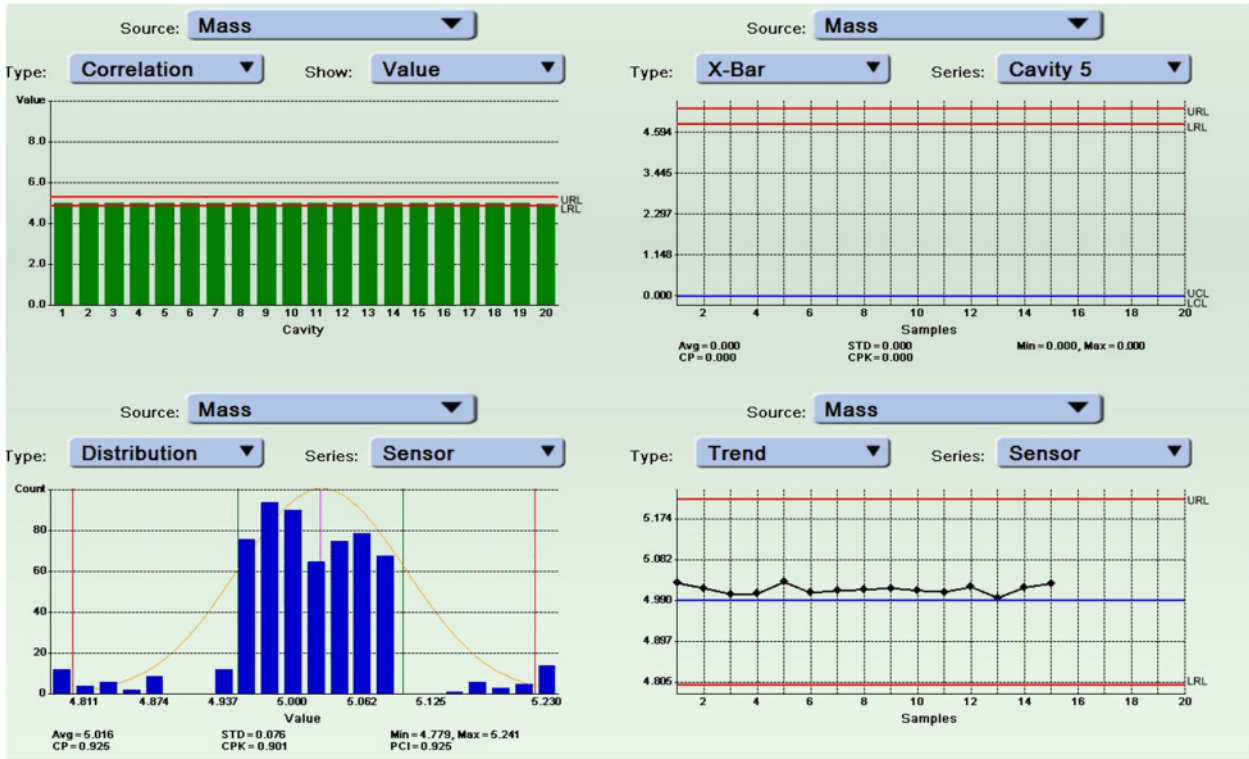 Source: Mass
Type: Correlation Show: Value
Value
8.0
6.0
URL
LRL
4.0
2.0
0.0
1 2 3 4 5 6 7 8 9 10 11 12 13 14 15 16 17 18 19 20
Cavity
Source: Mass
Type: X-Bar Series: Cavity 5
URL
LRL
4.594
3.445
2.297
1.148
0.000
UCL
LCL
2 4 6 8 10 12 14 16 18 20
Samples
Avg=0.000 STD=0.000 Min=0.000, Max=0.000
CP=0.000 CPK=0.000
Source: Mass
Type: Distribution Series: Sensor
Count
80
60
40
20
0
4.811 4.874 4.937 5.000 5.062 5.125 5.230
Value
Avg=5.016 STD=0.076 Min=4.779, Max=5.241
CP=0.925 CPK=0.901 PCI=0.925
Source: Mass
Type: Trend Series: Sensor
URL
5.174
5.082
4.990
4.897
4.805
LRL
2 4 6 8 10 12 14 16 18 20
Samples